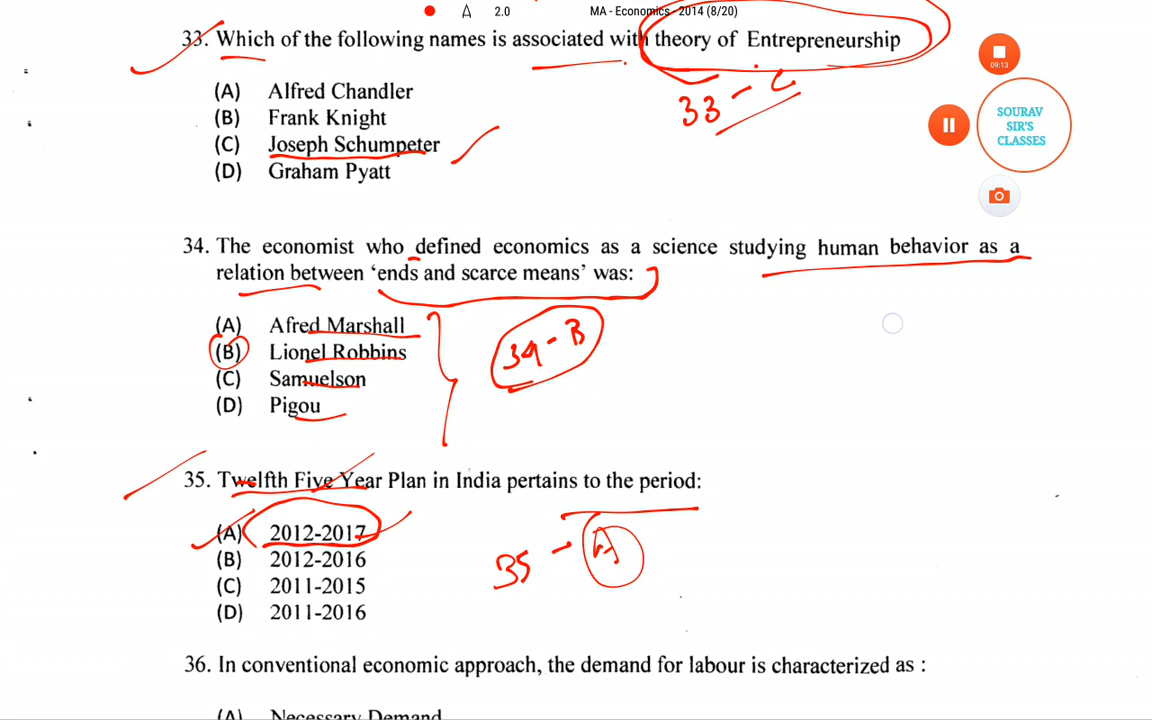 A 2.0 MA - Economics - 2014 (8/20)
33. Which of the following names is associated with theory of Entrepreneurship
09:13
(A) Alfred Chandler
33 - C
(B) Frank Knight
SOURAV
SIR'S
CLASSES
(C) Joseph Schumpeter
(D) Graham Pyatt
34. The economist who defined economics as a science studying human behavior as a
relation between ‘ends and scarce means’ was:
(A) Afred Marshall
(B) Lionel Robbins
34 - B
(C) Samuelson
(D) Pigou
35. Twelfth Five Year Plan in India pertains to the period:
(A) 2012-2017
(B) 2012-2016
35 - A
(C) 2011-2015
(D) 2011-2016
36. In conventional economic approach, the demand for labour is characterized as :
(A) Necessary Demand